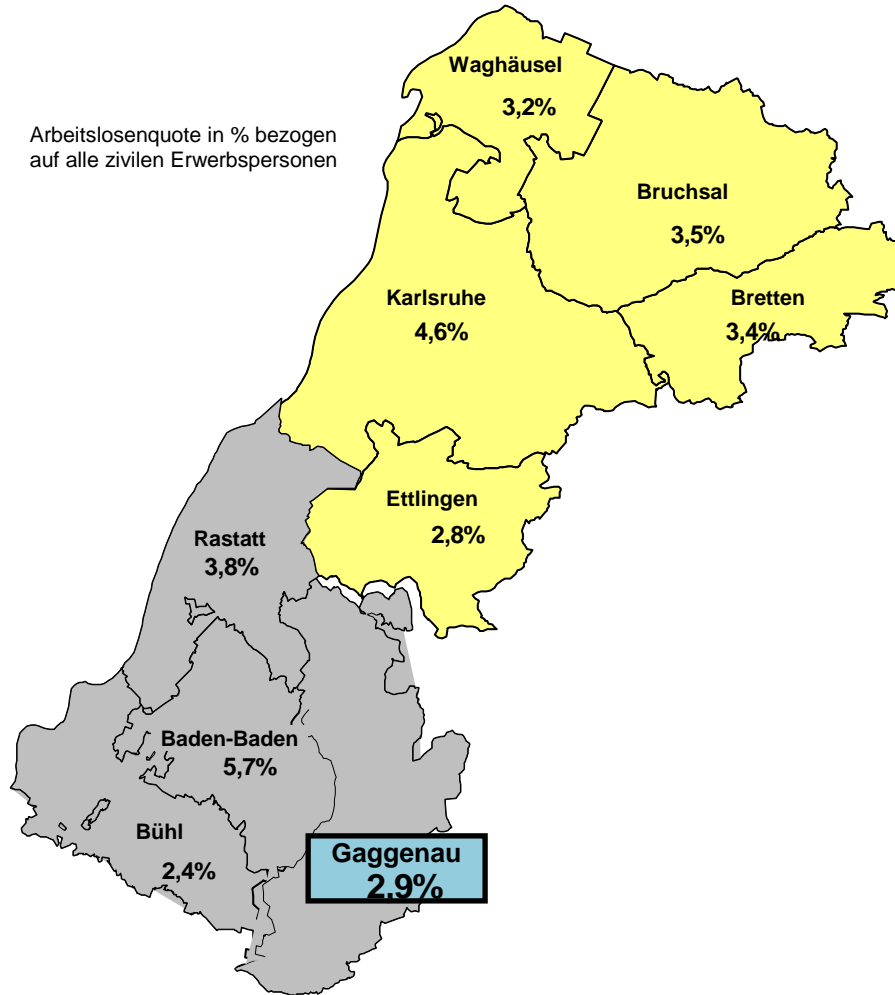 Waghäusel
3,2%
Arbeitslosenquote in % bezogen
auf alle zivilen Erwerbspersonen
Bruchsal
3,5%
Karlsruhe
4,6%
Bretten
3,4%
Ettlingen
2,8%
Rastatt
3,8%
Baden-Baden
5,7%
Bühl
2,4%
Gaggenau
2,9%